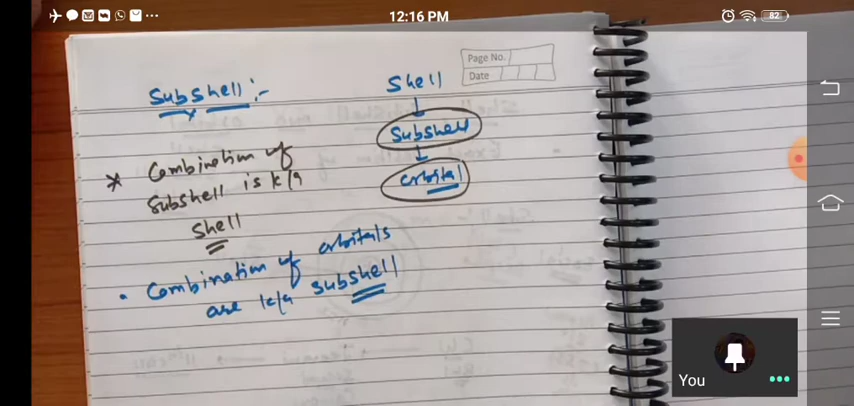 12:16 PM
82
Page No.
Date
Subshell :-
Shell
Subshell
orbital
* Combination of
subshell is k/a
shell
• Combination of orbitals
are k/a subshell
You